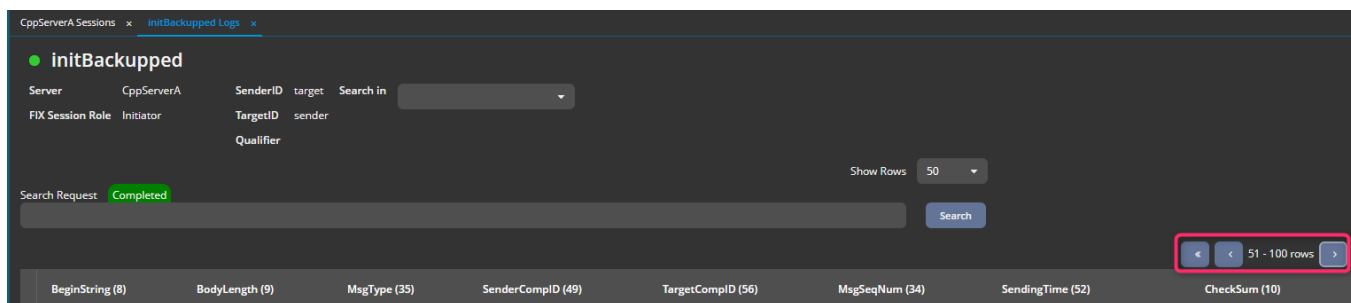 CppServerA Sessions × initBackupped Logs ×
initBackupped
Server CppServerA SenderID target Search in
FIX Session Role Initiator TargetID sender
Qualifier
Show Rows 50
Search Request Completed
Search
« ‹ 51 - 100 rows ›
BeginString (8) BodyLength (9) MsgType (35) SenderCompID (49) TargetCompID (56) MsgSeqNum (34) SendingTime (52) CheckSum (10)